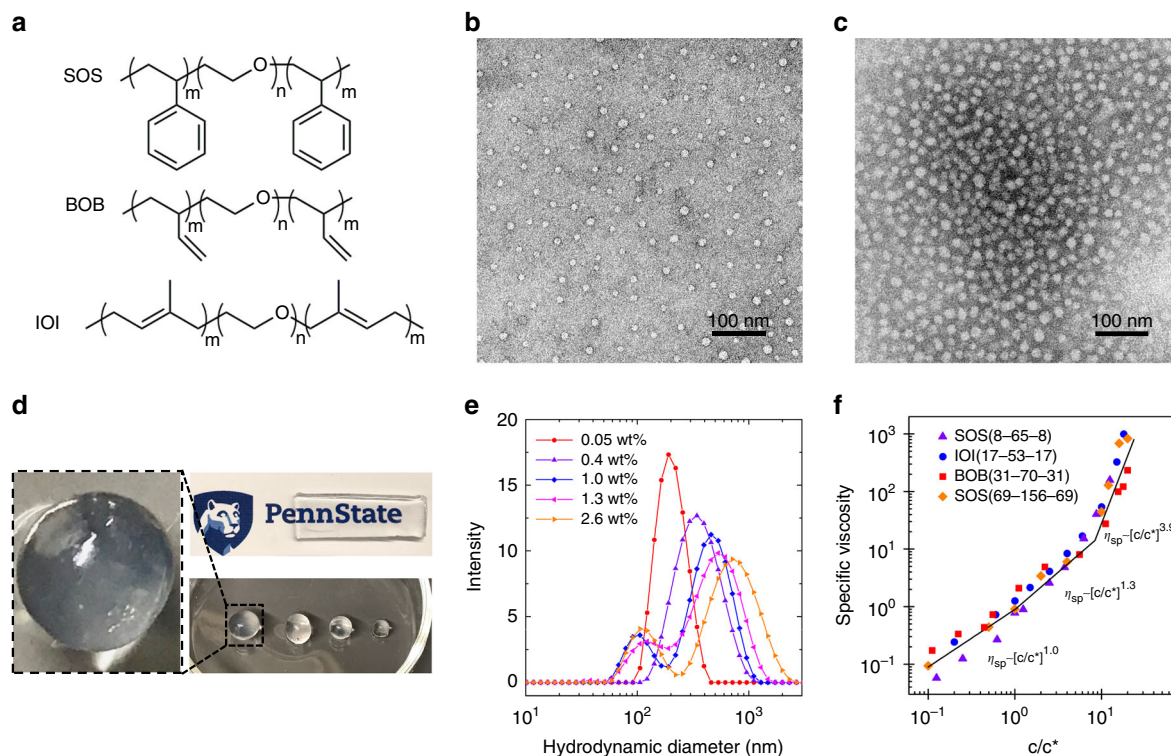 a
SOS
m
O
n
m
BOB
m
O
n
m
IOI
m
O
n
m
b
100 nm
c
100 nm
d
PennState
e
20
15
10
5
0
Intensity
0.05 wt%
0.4 wt%
1.0 wt%
1.3 wt%
2.6 wt%
10¹
10²
10³
Hydrodynamic diameter (nm)
f
10³
10²
10¹
10⁰
10⁻¹
Specific viscosity
SOS(8–65–8)
IOI(17–53–17)
BOB(31–70–31)
SOS(69–156–69)
ηsp~[c/c*]³·⁹
ηsp~[c/c*]¹·³
ηsp~[c/c*]¹·⁰
10⁻¹
10⁰
10¹
c/c*